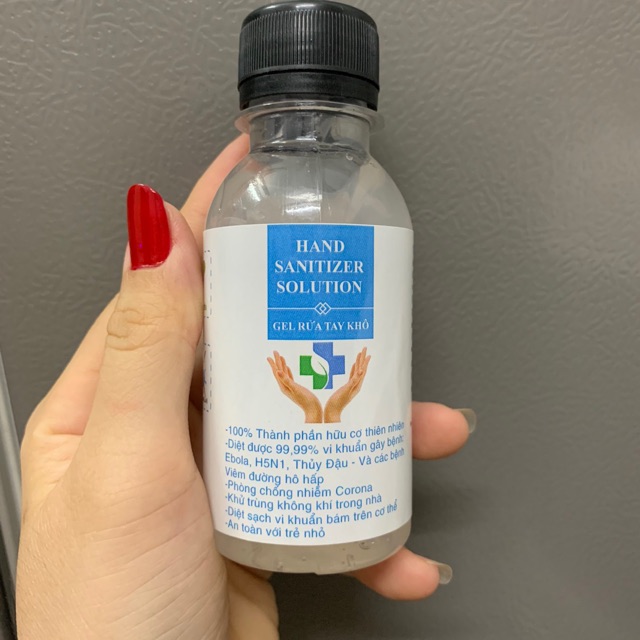 HAND
SANITIZER
SOLUTION
GEL RỬA TAY KHÔ
-100% Thành phần hữu cơ thiên nhiên
-Diệt được 99,99% vi khuẩn gây bệnh;
Ebola, H5N1, Thủy Đậu - Và các bệnh
Viêm đường hô hấp
-Phòng chống nhiễm Corona
-Khử trùng không khí trong nhà
-Diệt sạch vi khuẩn bám trên cơ thể
-An toàn với trẻ nhỏ